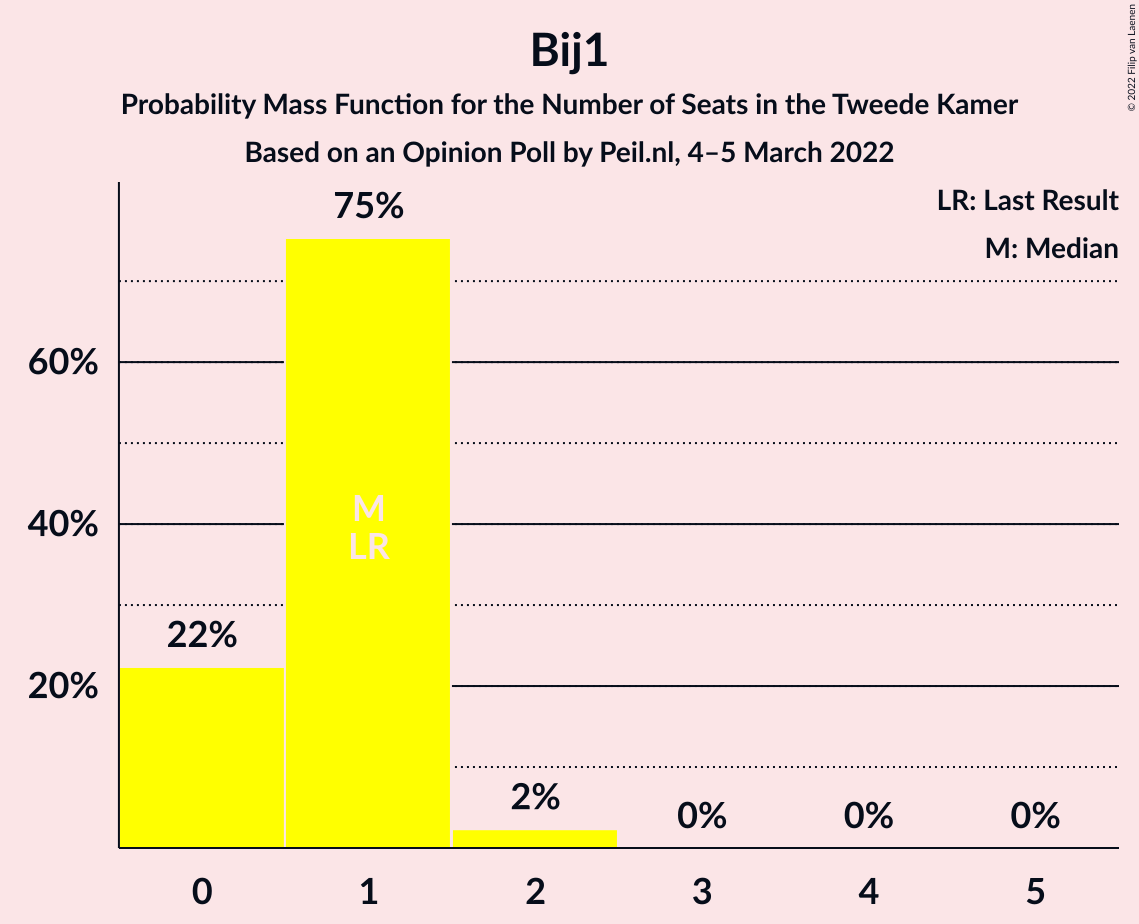 Bij1
Probability Mass Function for the Number of Seats in the Tweede Kamer
Based on an Opinion Poll by Peil.nl, 4–5 March 2022
© 2022 Filip van Laenen
LR: Last Result
M: Median
75%
60%
M
40%
LR
22%
20%
2%
0%
0%
0%
0
1
2
3
4
5